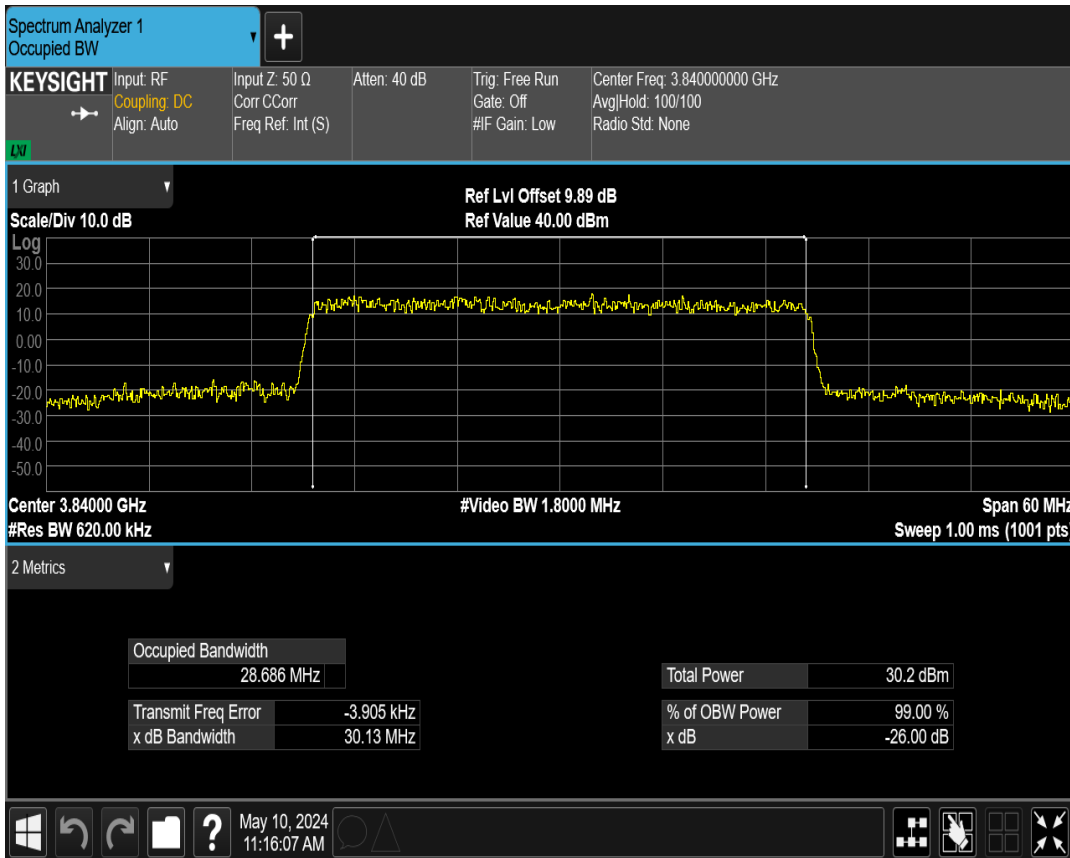 Spectrum Analyzer 1
Occupied BW
+
KEYSIGHT
LXI
Input: RF
Coupling: DC
Align: Auto
Input Z: 50 Ω
Corr CCorr
Freq Ref: Int (S)
Atten: 40 dB
Trig: Free Run
Gate: Off
#IF Gain: Low
Center Freq: 3.840000000 GHz
Avg|Hold: 100/100
Radio Std: None
1 Graph
Scale/Div 10.0 dB
Ref Lvl Offset 9.89 dB
Ref Value 40.00 dBm
Log
30.0
20.0
10.0
0.00
-10.0
-20.0
-30.0
-40.0
-50.0
Center 3.84000 GHz
#Video BW 1.8000 MHz
Span 60 MHz
#Res BW 620.00 kHz
Sweep 1.00 ms (1001 pts)
2 Metrics
Occupied Bandwidth
28.686 MHz
Total Power 30.2 dBm
Transmit Freq Error -3.905 kHz
% of OBW Power 99.00 %
x dB Bandwidth 30.13 MHz
x dB -26.00 dB
?
May 10, 2024
11:16:07 AM